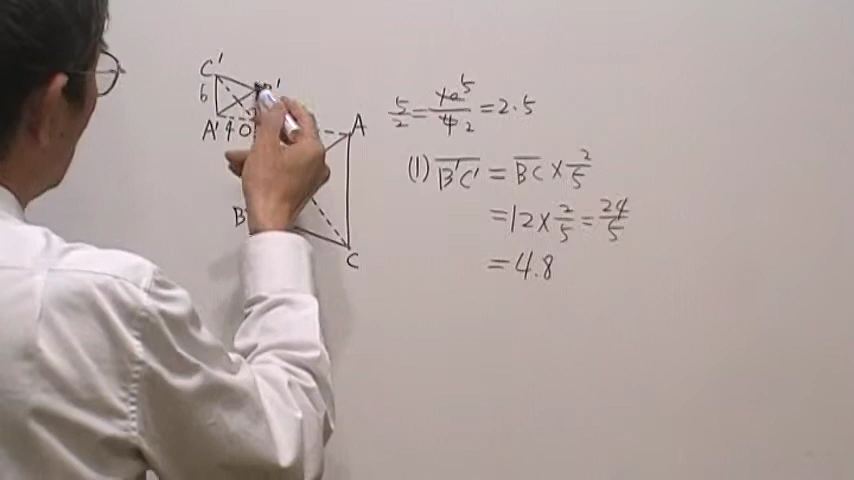 C'
6
A' 4 O
A
B
C
5/2 = 10 5/4 2 = 2.5
(1) B'C' = BC × 2/5
= 12 × 2/5 = 24/5
= 4.8